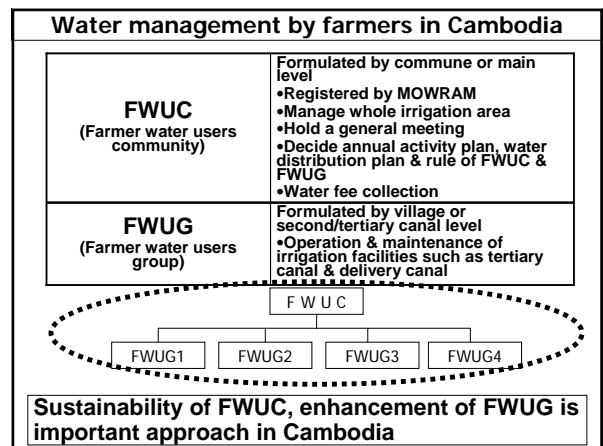 Water management by farmers in Cambodia
FWUC
(Farmer water users
community)
Formulated by commune or main
level
•Registered by MOWRAM
•Manage whole irrigation area
•Hold a general meeting
•Decide annual activity plan, water
distribution plan & rule of FWUC &
FWUG
•Water fee collection
FWUG
(Farmer water users
group)
Formulated by village or
second/tertiary canal level
•Operation & maintenance of
irrigation facilities such as tertiary
canal & delivery canal
F W U C
FWUG1 FWUG2 FWUG3 FWUG4
Sustainability of FWUC, enhancement of FWUG is
important approach in Cambodia